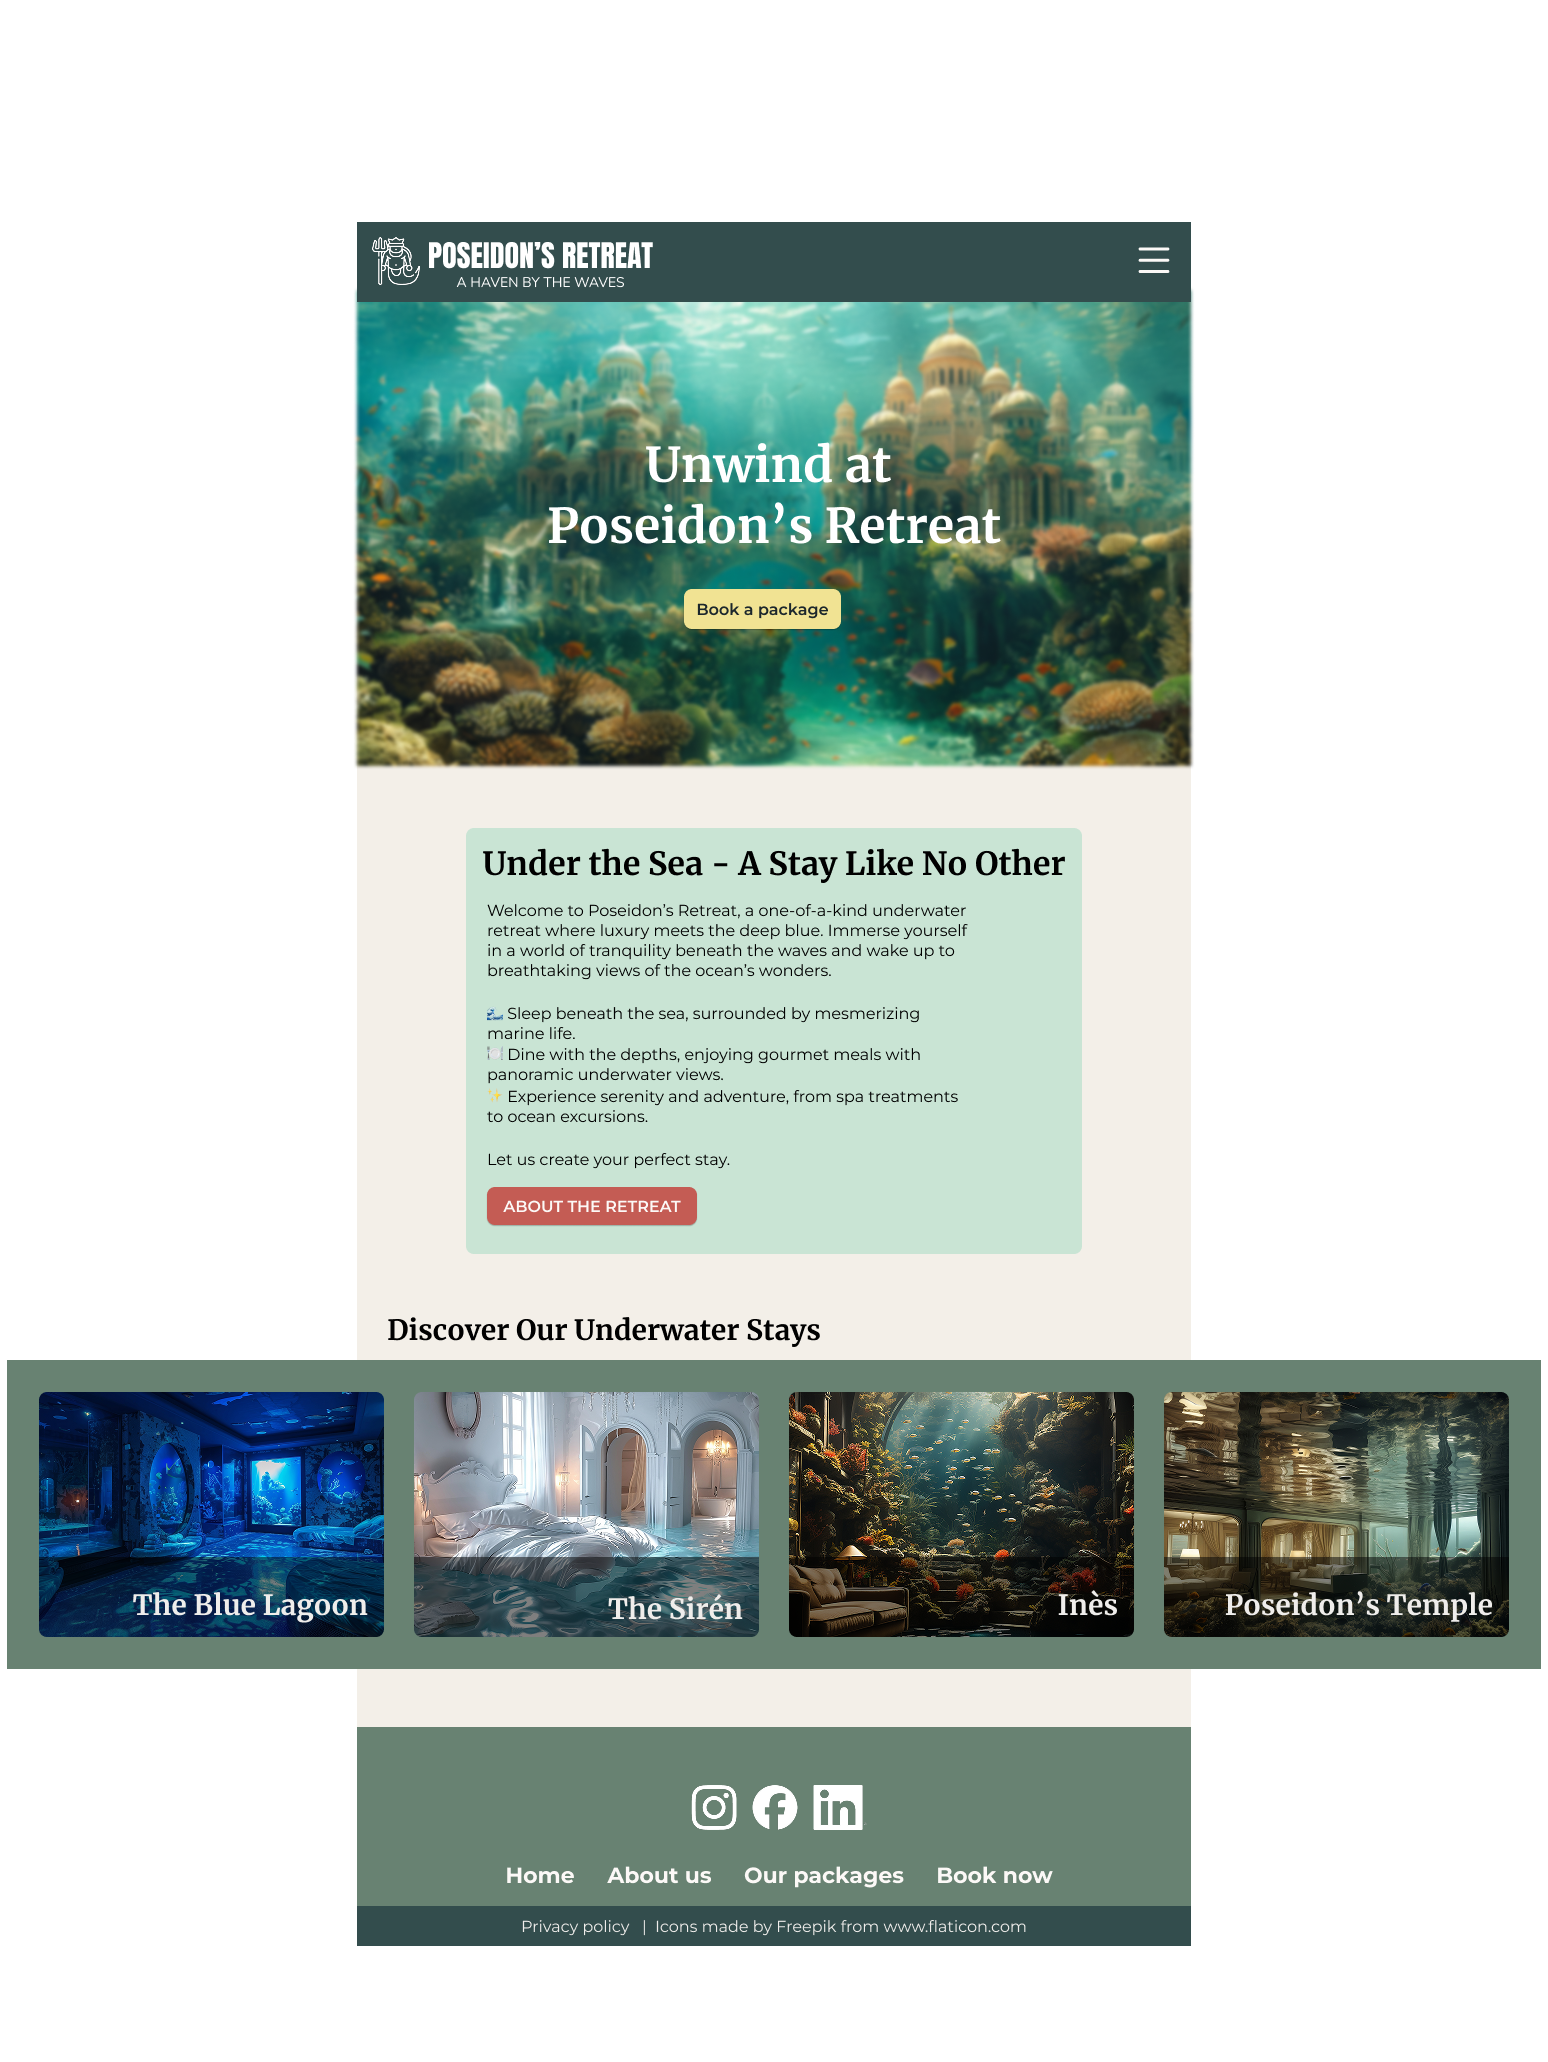 POSEIDON’S RETREAT
A HAVEN BY THE WAVES
Unwind at
Poseidon’s Retreat
Book a package
Under the Sea - A Stay Like No Other
Welcome to Poseidon’s Retreat, a one-of-a-kind underwater
retreat where luxury meets the deep blue. Immerse yourself
in a world of tranquility beneath the waves and wake up to
breathtaking views of the ocean’s wonders.
🌊 Sleep beneath the sea, surrounded by mesmerizing
marine life.
🍽️ Dine with the depths, enjoying gourmet meals with
panoramic underwater views.
✨ Experience serenity and adventure, from spa treatments
to ocean excursions.
Let us create your perfect stay.
ABOUT THE RETREAT
Discover Our Underwater Stays
The Blue Lagoon
The Sirén
Inès
Poseidon’s Temple
in
Home About us Our packages Book now
Privacy policy | Icons made by Freepik from www.flaticon.com